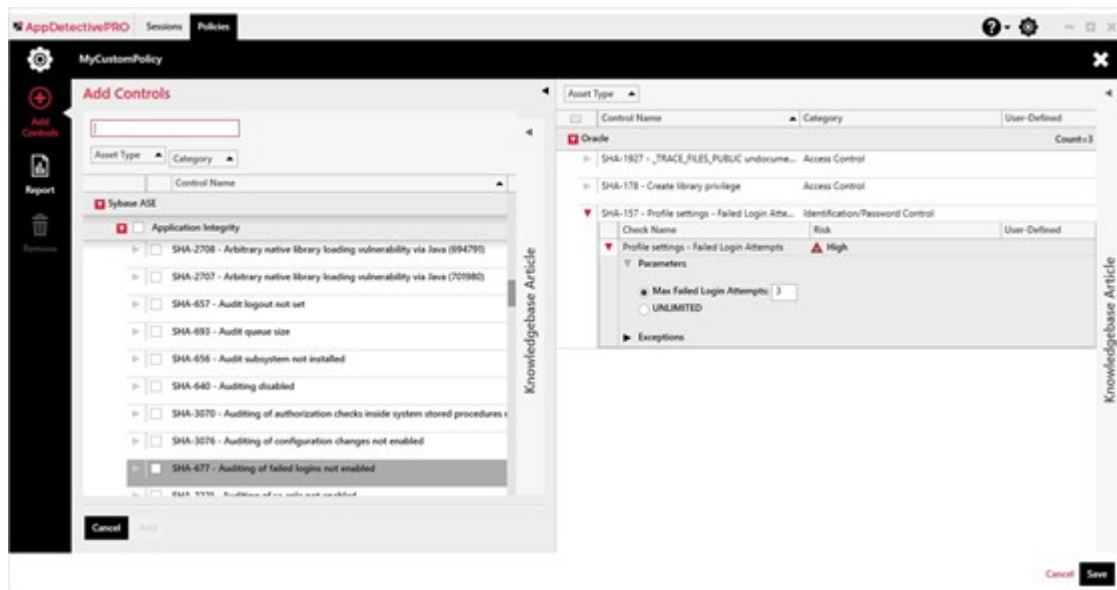 AppDetectivePRO Sessions Policies
MyCustomPolicy
Add Controls
Report
Remove
Add Controls
Asset Type Category
Control Name
Sybase ASE
Application Integrity
SHA-2708 - Arbitrary native library loading vulnerability via Java (694791)
SHA-2707 - Arbitrary native library loading vulnerability via Java (701980)
SHA-657 - Audit logout not set
SHA-693 - Audit queue size
SHA-656 - Audit subsystem not installed
SHA-640 - Auditing disabled
SHA-3070 - Auditing of authorization checks inside system stored procedures
SHA-3076 - Auditing of configuration changes not enabled
SHA-677 - Auditing of failed logins not enabled
Cancel Add
Knowledgebase Article
Asset Type
Control Name Category User-Defined
Oracle Count=3
SHA-1927 - _TRACE_FILES_PUBLIC undocume... Access Control
SHA-178 - Create library privilege Access Control
SHA-157 - Profile settings - Failed Login Atte... Identification/Password Control
Check Name Risk User-Defined
Profile settings - Failed Login Attempts High
Parameters
Max Failed Login Attempts: 3
UNLIMITED
Exceptions
Knowledgebase Article
Cancel Save